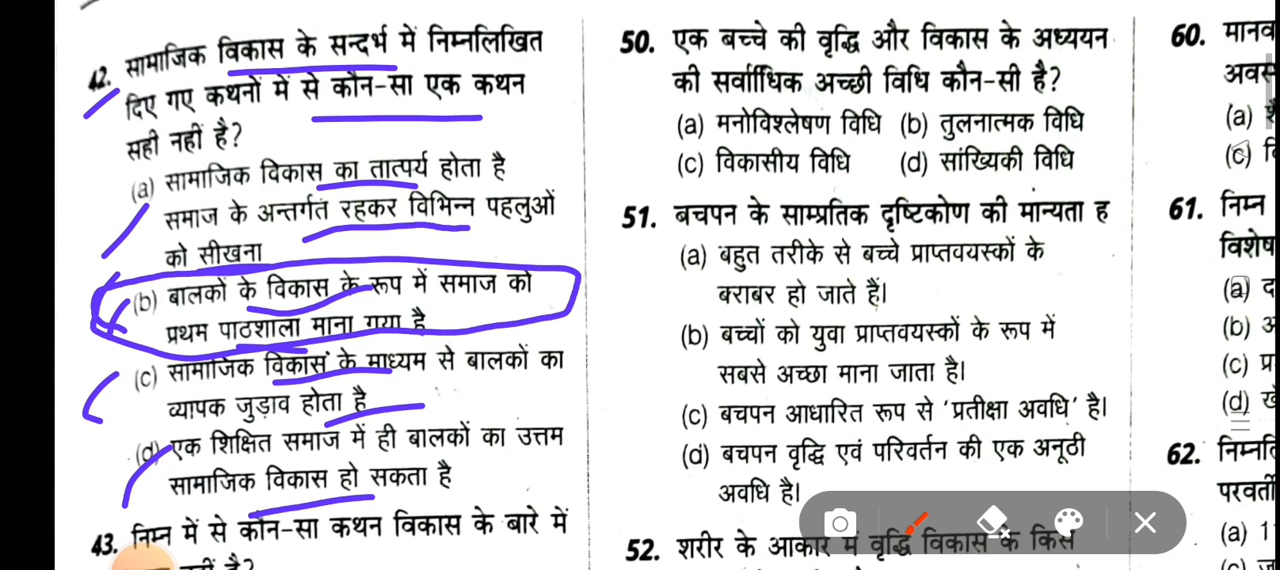 42. सामाजिक विकास के सन्दर्भ में निम्नलिखित
दिए गए कथनों में से कौन-सा एक कथन
सही नहीं है?
(a) सामाजिक विकास का तात्पर्य होता है
समाज के अन्तर्गत रहकर विभिन्न पहलुओं
को सीखना
(b) बालकों के विकास के रूप में समाज को
प्रथम पाठशाला माना गया है
(c) सामाजिक विकास के माध्यम से बालकों का
व्यापक जुड़ाव होता है
(d) एक शिक्षित समाज में ही बालकों का उत्तम
सामाजिक विकास हो सकता है
43. निम्न में से कौन-सा कथन विकास के बारे में
नहीं है?
50. एक बच्चे की वृद्धि और विकास के अध्ययन
की सर्वाधिक अच्छी विधि कौन-सी है?
(a) मनोविश्लेषण विधि (b) तुलनात्मक विधि
(c) विकासीय विधि (d) सांख्यिकी विधि
51. बचपन के साम्प्रतिक दृष्टिकोण की मान्यता ह
(a) बहुत तरीके से बच्चे प्राप्तवयस्कों के
बराबर हो जाते हैं।
(b) बच्चों को युवा प्राप्तवयस्कों के रूप में
सबसे अच्छा माना जाता है।
(c) बचपन आधारित रूप से 'प्रतीक्षा अवधि' है।
(d) बचपन वृद्धि एवं परिवर्तन की एक अनूठी
अवधि है।
52. शरीर के आकार में वृद्धि विकास के किस
60. मानव
अवस्
(a)
(c)
61. निम्न
विशेष
(a)
(b)
(c) प्र
(d)
62. निम्नलि
परवर्ती
(a) 1
(c)